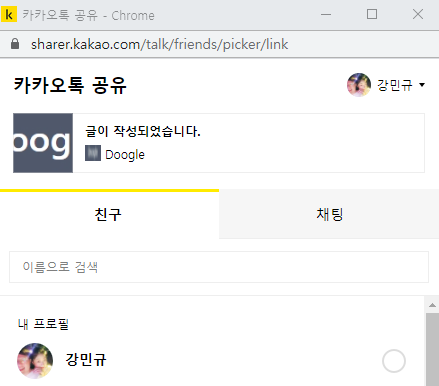 카카오톡 공유 - Chrome
sharer.kakao.com/talk/friends/picker/link
카카오톡 공유
강민규
oog
글이 작성되었습니다.
Doogle
친구
채팅
이름으로 검색
내 프로필
강민규